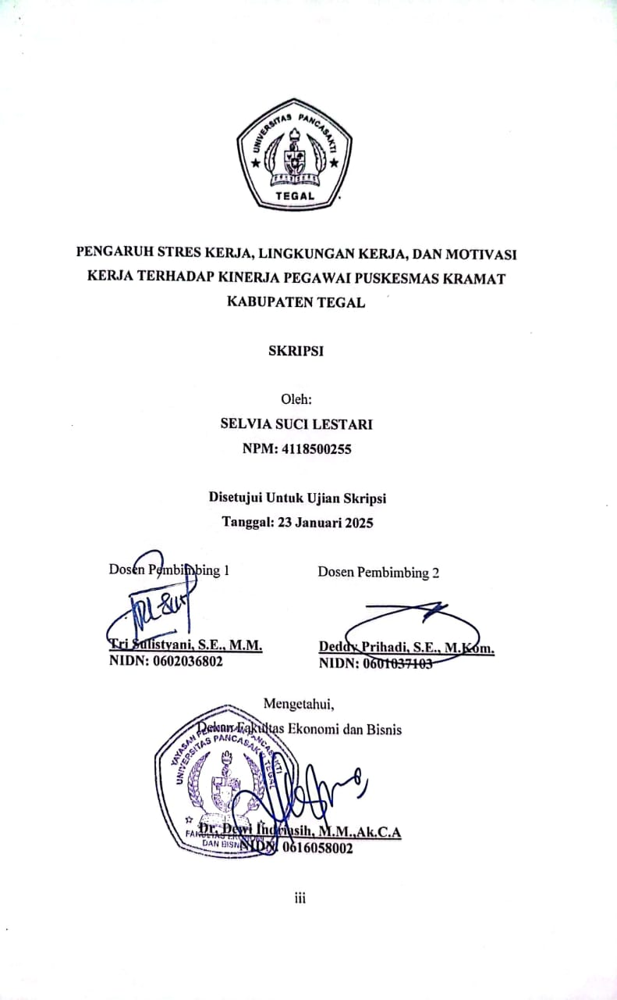 UNIVERSITAS PANCASAKTI
TEGAL
PENGARUH STRES KERJA, LINGKUNGAN KERJA, DAN MOTIVASI
KERJA TERHADAP KINERJA PEGAWAI PUSKESMAS KRAMAT
KABUPATEN TEGAL
SKRIPSI
Oleh:
SELVIA SUCI LESTARI
NPM: 4118500255
Disetujui Untuk Ujian Skripsi
Tanggal: 23 Januari 2025
Dosen Pembimbing 1
Dosen Pembimbing 2
Tri Sulistyani, S.E., M.M.
NIDN: 0602036802
Deddy Prihadi, S.E., M.Kom.
NIDN: 0601037103
Mengetahui,
Dekan Fakultas Ekonomi dan Bisnis
YAYASAN
PANCASAKTI
UNIVERSITAS PANCASAKTI TEGAL
FAKULTAS EKONOMI
DAN BISNIS
Dr. Dewi Indriasih, M.M.,Ak.C.A
NIDN: 0616058002
iii